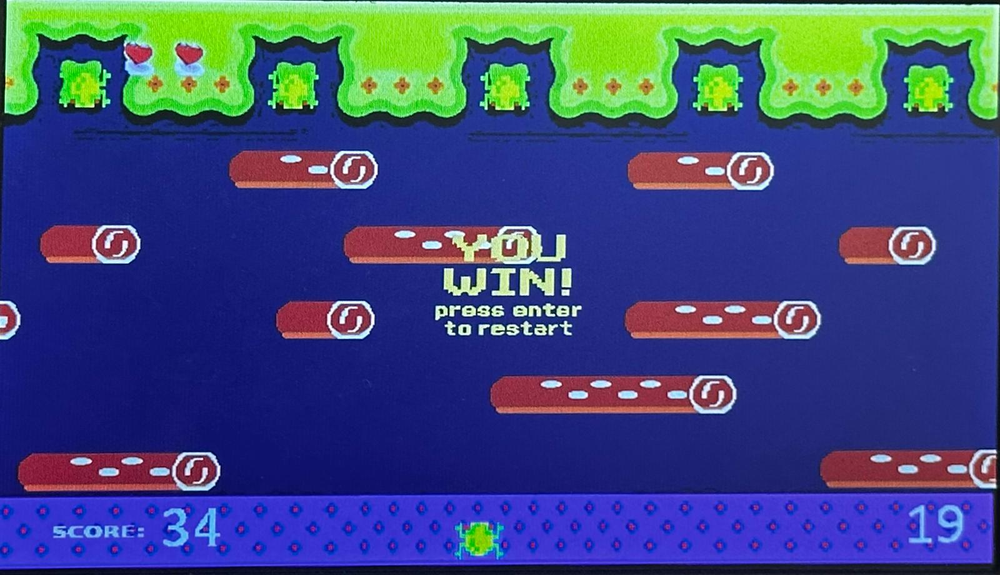 YOU
WIN!
press enter
to restart
SCORE: 34
19